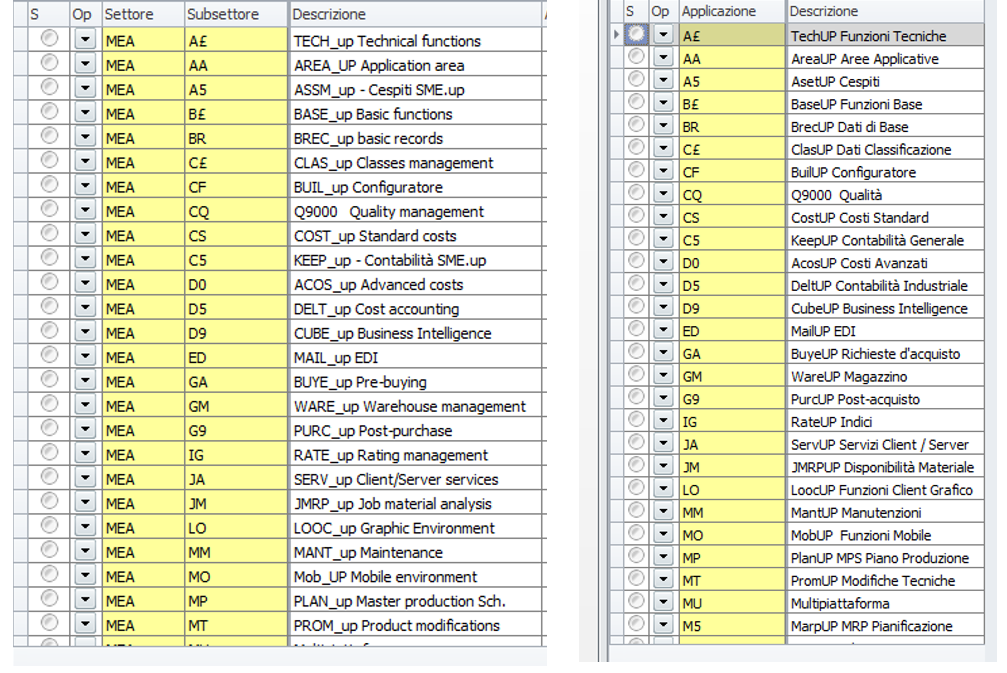 S Op Settore Subsettore Descrizione
MEA A£ TECH_up Technical functions
MEA AA AREA_UP Application area
MEA A5 ASSM_up - Cespiti SME.up
MEA B£ BASE_up Basic functions
MEA BR BREC_up basic records
MEA C£ CLAS_up Classes management
MEA CF BUIL_up Configuratore
MEA CQ Q9000 Quality management
MEA CS COST_up Standard costs
MEA C5 KEEP_up - Contabilità SME.up
MEA D0 ACOS_up Advanced costs
MEA D5 DELT_up Cost accounting
MEA D9 CUBE_up Business Intelligence
MEA ED MAIL_up EDI
MEA GA BUYE_up Pre-buying
MEA GM WARE_up Warehouse management
MEA G9 PURC_up Post-purchase
MEA IG RATE_up Rating management
MEA JA SERV_up Client/Server services
MEA JM JMRP_up Job material analysis
MEA LO LOOC_up Graphic Environment
MEA MM MANT_up Maintenance
MEA MO Mob_UP Mobile environment
MEA MP PLAN_up Master production Sch.
MEA MT PROM_up Product modifications
S Op Applicazione Descrizione
A£ TechUP Funzioni Tecniche
AA AreaUP Aree Applicative
A5 AsetUP Cespiti
B£ BaseUP Funzioni Base
BR BrecUP Dati di Base
C£ ClasUP Dati Classificazione
CF BuilUP Configuratore
CQ Q9000 Qualità
CS CostUP Costi Standard
C5 KeepUP Contabilità Generale
D0 AcosUP Costi Avanzati
D5 DeltUP Contabilità Industriale
D9 CubeUP Business Intelligence
ED MailUP EDI
GA BuyeUP Richieste d'acquisto
GM WareUP Magazzino
G9 PurcUP Post-acquisto
IG RateUP Indici
JA ServUP Servizi Client / Server
JM JMRPUP Disponibilità Materiale
LO LoocUP Funzioni Client Grafico
MM MantUP Manutenzioni
MO MobUP Funzioni Mobile
MP PlanUP MPS Piano Produzione
MT PromUP Modifiche Tecniche
MU Multipiattaforma
M5 MarpUP MRP Pianificazione